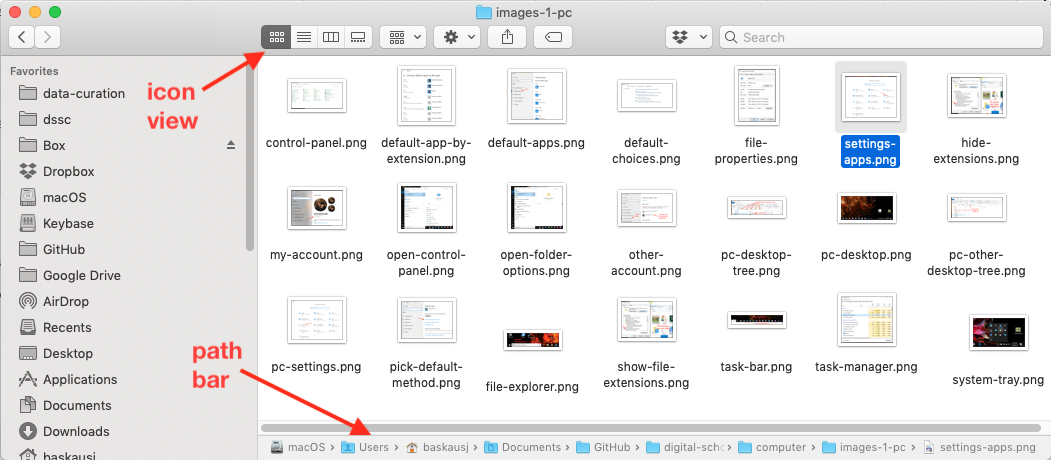 images-1-pc
Search
Favorites
data-curation
dssc
Box
Dropbox
macOS
Keybase
GitHub
Google Drive
AirDrop
Recents
Desktop
Applications
Documents
Downloads
baskausj
icon
view
control-panel.png
default-app-by-
extension.png
default-apps.png
default-
choices.png
file-
properties.png
settings-
apps.png
hide-
extensions.png
my-account.png
open-control-
panel.png
open-folder-
options.png
other-
account.png
pc-desktop-
tree.png
pc-desktop.png
pc-other-
desktop-tree.png
pc-settings.png
pick-default-
method.png
file-explorer.png
show-file-
extensions.png
task-bar.png
task-manager.png
system-tray.png
path
bar
macOS › Users › baskausj › Documents › GitHub › digital-scho › computer › images-1-pc › settings-apps.png